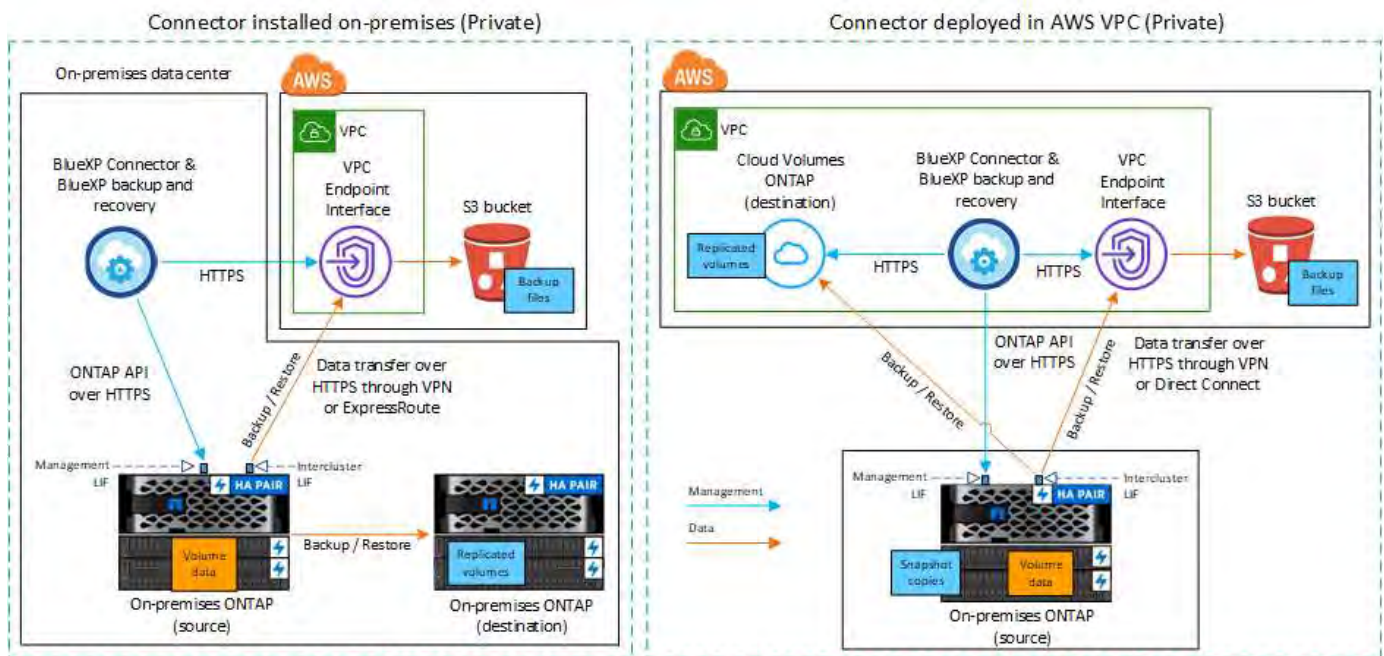 Connector installed on-premises (Private)
On-premises data center
AWS
VPC
BlueXP Connector &
BlueXP backup and
recovery
VPC
Endpoint
Interface
S3 bucket
Backup
files
HTTPS
ONTAP API
over HTTPS
Backup / Restore
Data transfer over
HTTPS through VPN
or ExpressRoute
Management
LIF
Intercluster
LIF
HA PAIR
HA PAIR
Volume
data
Backup / Restore
Replicated
volumes
On-premises ONTAP
(source)
On-premises ONTAP
(destination)
Connector deployed in AWS VPC (Private)
AWS
VPC
Cloud Volumes
ONTAP
(destination)
BlueXP Connector &
BlueXP backup and
recovery
VPC
Endpoint
Interface
S3 bucket
Replicated
volumes
HTTPS
HTTPS
Backup
files
Backup / Restore
ONTAP API
over HTTPS
Backup / Restore
Data transfer over
HTTPS through VPN
or Direct Connect
Management
LIF
Intercluster
LIF
HA PAIR
Management
Data
Snapshot
copies
Volume
data
On-premises ONTAP
(source)